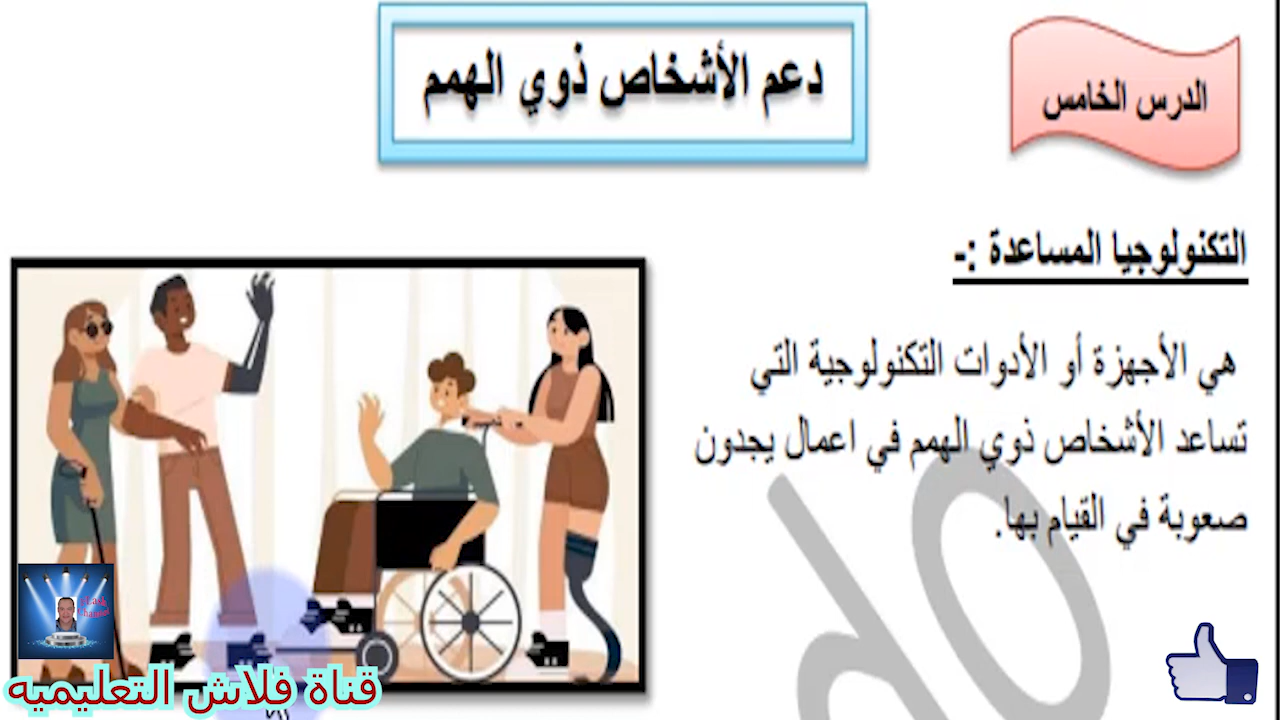 الدرس الخامس
دعم الأشخاص ذوي الهمم
التكنولوجيا المساعدة :-
هي الأجهزة أو الأدوات التكنولوجية التي
تساعد الأشخاص ذوي الهمم في اعمال يجدون
صعوبة في القيام بها.
قناة فلاش التعليميه